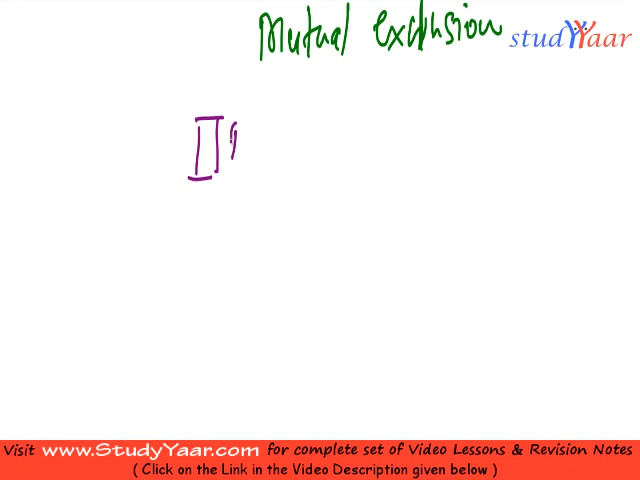 Mutual exclusion
studYYaar
Visit www.StudyYaar.com for complete set of Video Lessons & Revision Notes
( Click on the Link in the Video Description given below )